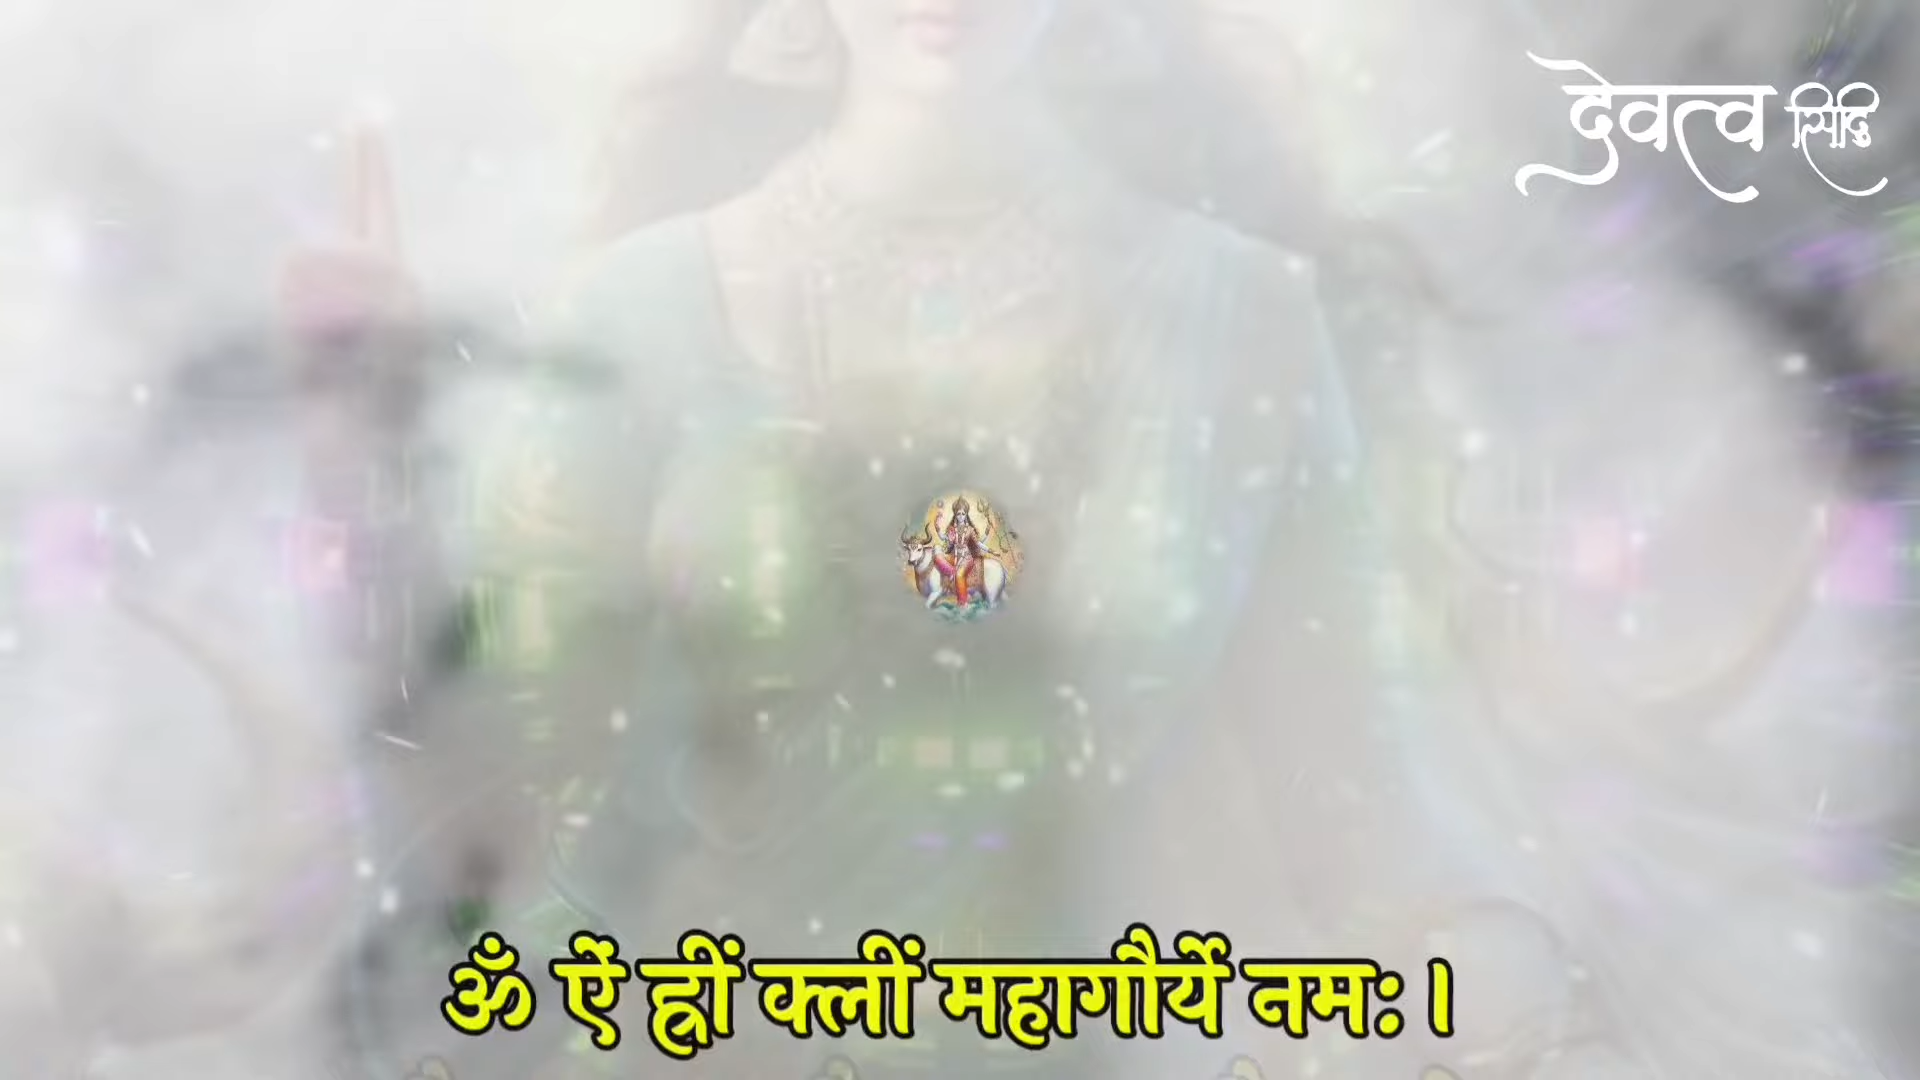 देवत्व सिद्धि
ॐ ऐं ह्रीं क्लीं महागौर्ये नमः।